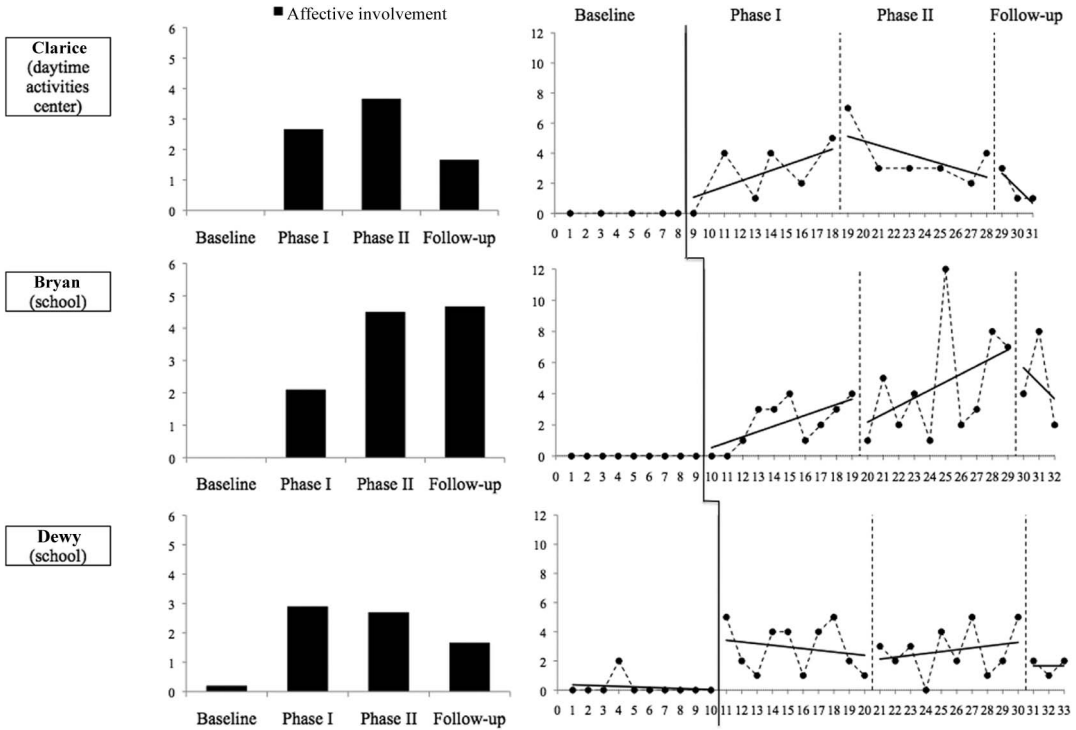 ■ Affective involvement
Baseline Phase I Phase II Follow-up
Clarice
(daytime
activities
center)
6
5
4
3
2
1
0
Baseline Phase I Phase II Follow-up
12
10
8
6
4
2
0
0 1 2 3 4 5 6 7 8 9 10 11 12 13 14 15 16 17 18 19 20 21 22 23 24 25 26 27 28 29 30 31
Bryan
(school)
6
5
4
3
2
1
0
Baseline Phase I Phase II Follow-up
12
10
8
6
4
2
0
0 1 2 3 4 5 6 7 8 9 10 11 12 13 14 15 16 17 18 19 20 21 22 23 24 25 26 27 28 29 30 31 32
Dewy
(school)
6
5
4
3
2
1
0
Baseline Phase I Phase II Follow-up
12
10
8
6
4
2
0
0 1 2 3 4 5 6 7 8 9 10 11 12 13 14 15 16 17 18 19 20 21 22 23 24 25 26 27 28 29 30 31 32 33